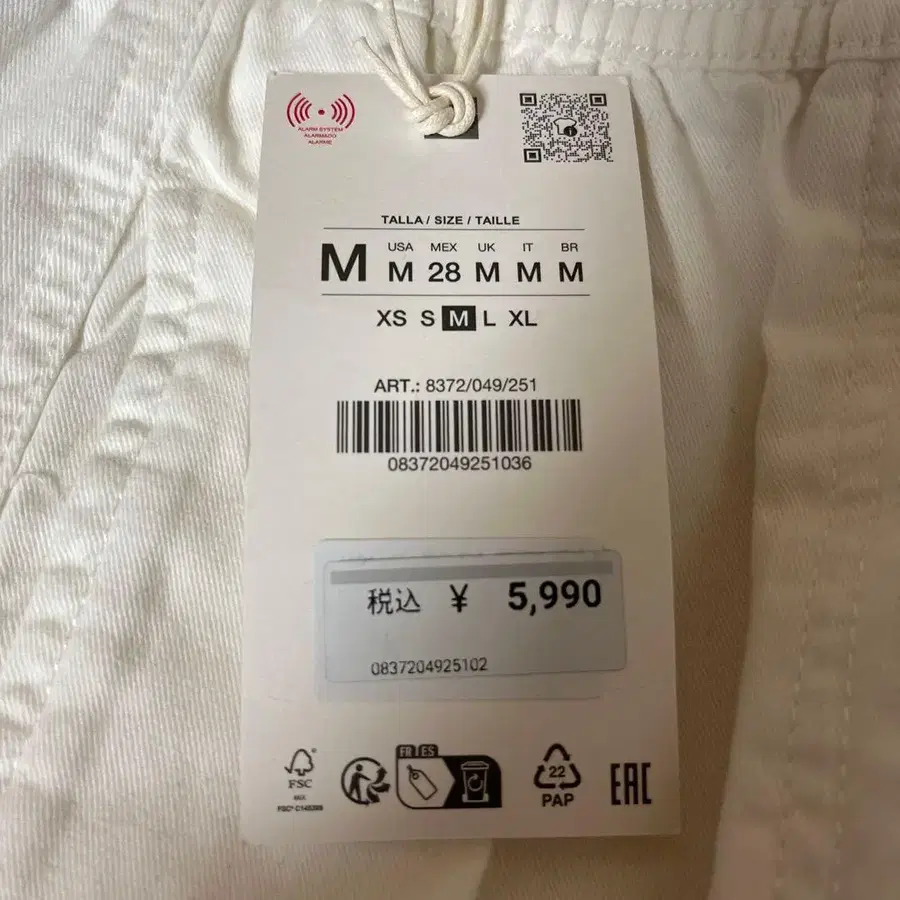 ALARM SYSTEM
ALARMADO
ALARME
TALLA / SIZE / TAILLE
M
USA MEX UK IT BR
M 28 M M M
XS S M L XL
ART.: 8372/049/251
08372049251036
税込 ¥ 5,990
0837204925102
FR ES
FSC
MIX
22
PAP
EAC